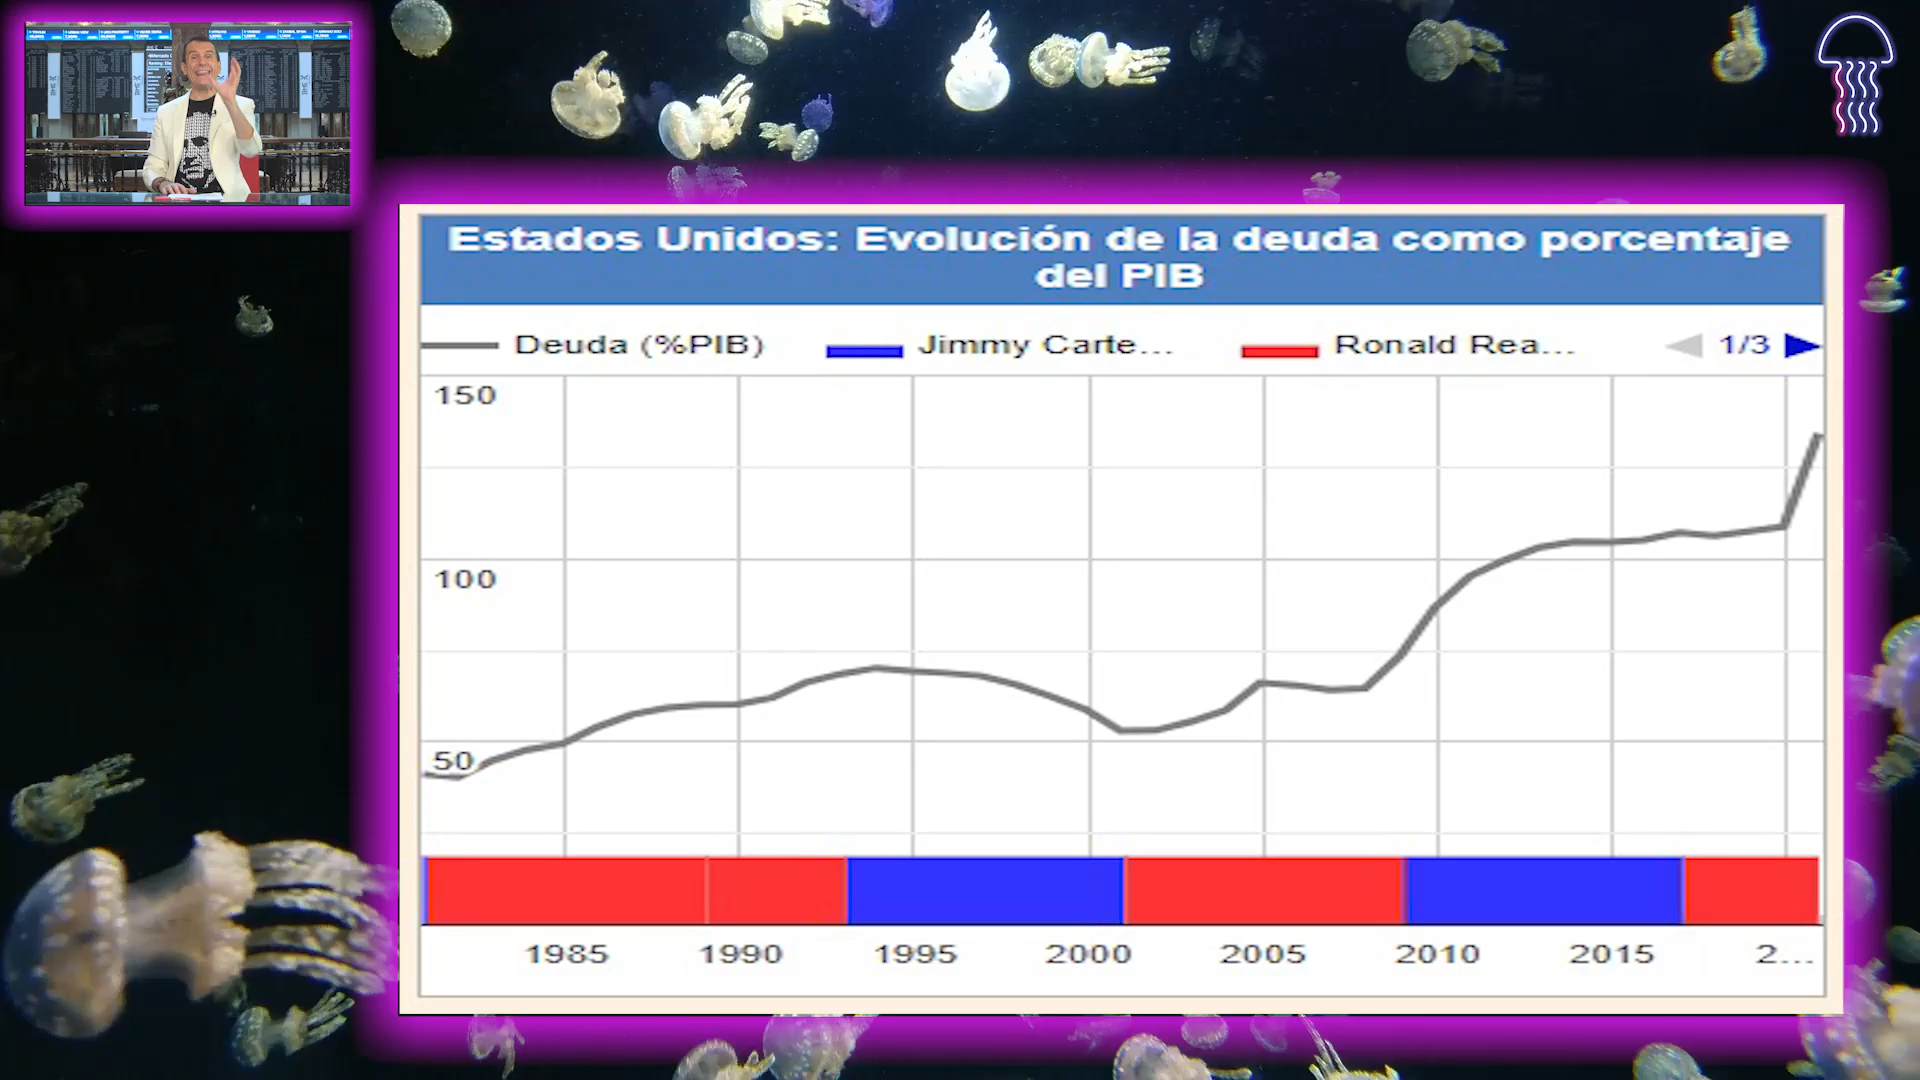 Estados Unidos: Evolución de la deuda como porcentaje
del PIB
Deuda (%PIB) Jimmy Carte... Ronald Rea... 1/3
150
100
50
1985 1990 1995 2000 2005 2010 2015 2...